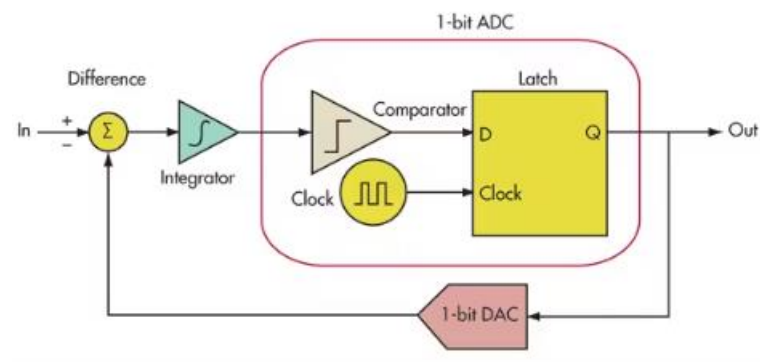 1-bit ADC
Difference
Latch
Comparator
In
+
−
Σ
D
Q
Out
Integrator
Clock
Clock
1-bit DAC